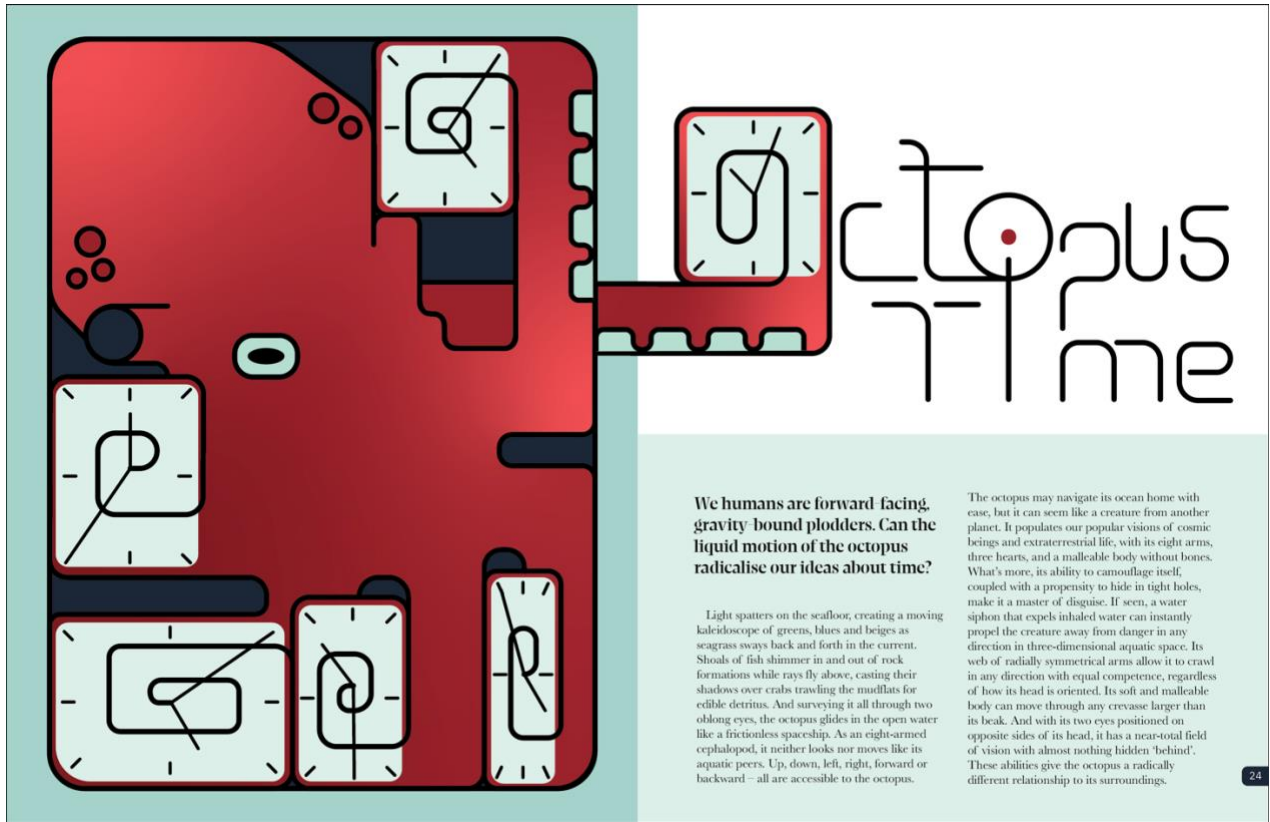 Octopus
Time
We humans are forward-facing,
gravity-bound plodders. Can the
liquid motion of the octopus
radicalise our ideas about time?
Light spatters on the seafloor, creating a moving
kaleidoscope of greens, blues and beiges as
seagrass sways back and forth in the current.
Shoals of fish shimmer in and out of rock
formations while rays fly above, casting their
shadows over crabs trawling the mudflats for
edible detritus. And surveying it all through two
oblong eyes, the octopus glides in the open water
like a frictionless spaceship. As an eight-armed
cephalopod, it neither looks nor moves like its
aquatic peers. Up, down, left, right, forward or
backward – all are accessible to the octopus.
The octopus may navigate its ocean home with
ease, but it can seem like a creature from another
planet. It populates our popular visions of cosmic
beings and extraterrestrial life, with its eight arms,
three hearts, and a malleable body without bones.
What's more, its ability to camouflage itself,
coupled with a propensity to hide in tight holes,
make it a master of disguise. If seen, a water
siphon that expels inhaled water can instantly
propel the creature away from danger in any
direction in three-dimensional aquatic space. Its
web of radially symmetrical arms allow it to crawl
in any direction with equal competence, regardless
of how its head is oriented. Its soft and malleable
body can move through any crevasse larger than
its beak. And with its two eyes positioned on
opposite sides of its head, it has a near-total field
of vision with almost nothing hidden 'behind'.
These abilities give the octopus a radically
different relationship to its surroundings.
24